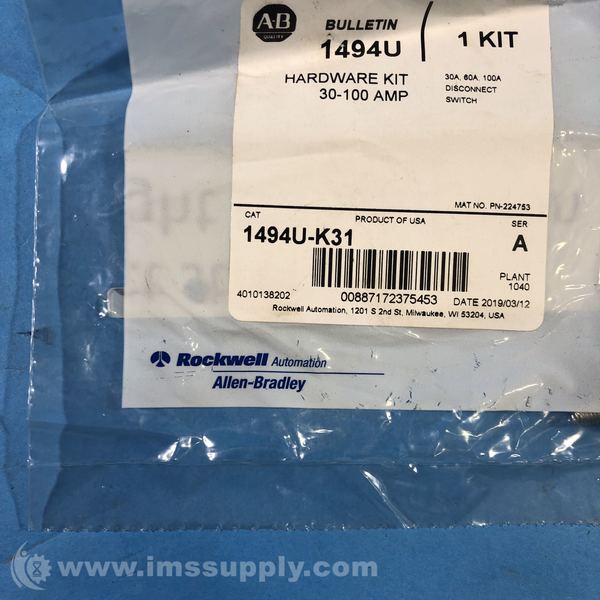 A-B
QUALITY
BULLETIN
1494U
1 KIT
HARDWARE KIT
30-100 AMP
30A, 60A, 100A
DISCONNECT
SWITCH
MAT NO. PN-224753
CAT
PRODUCT OF USA
SER
1494U-K31
A
PLANT
1040
4010138202
00887172375453
DATE 2019/03/12
Rockwell Automation, 1201 S 2nd St, Milwaukee, WI 53204, USA
Rockwell Automation
Allen-Bradley
www.imssupply.com